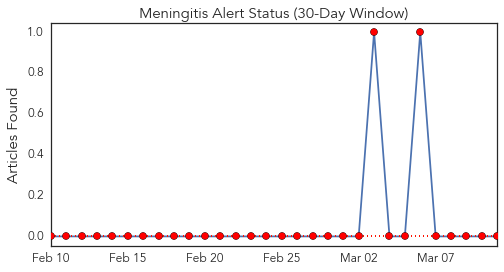 Meningitis Alert Status (30-Day Window)
Articles Found
1.0
0.8
0.6
0.4
0.2
0.0
Feb 10 Feb 15 Feb 20 Feb 25 Mar 02 Mar 07